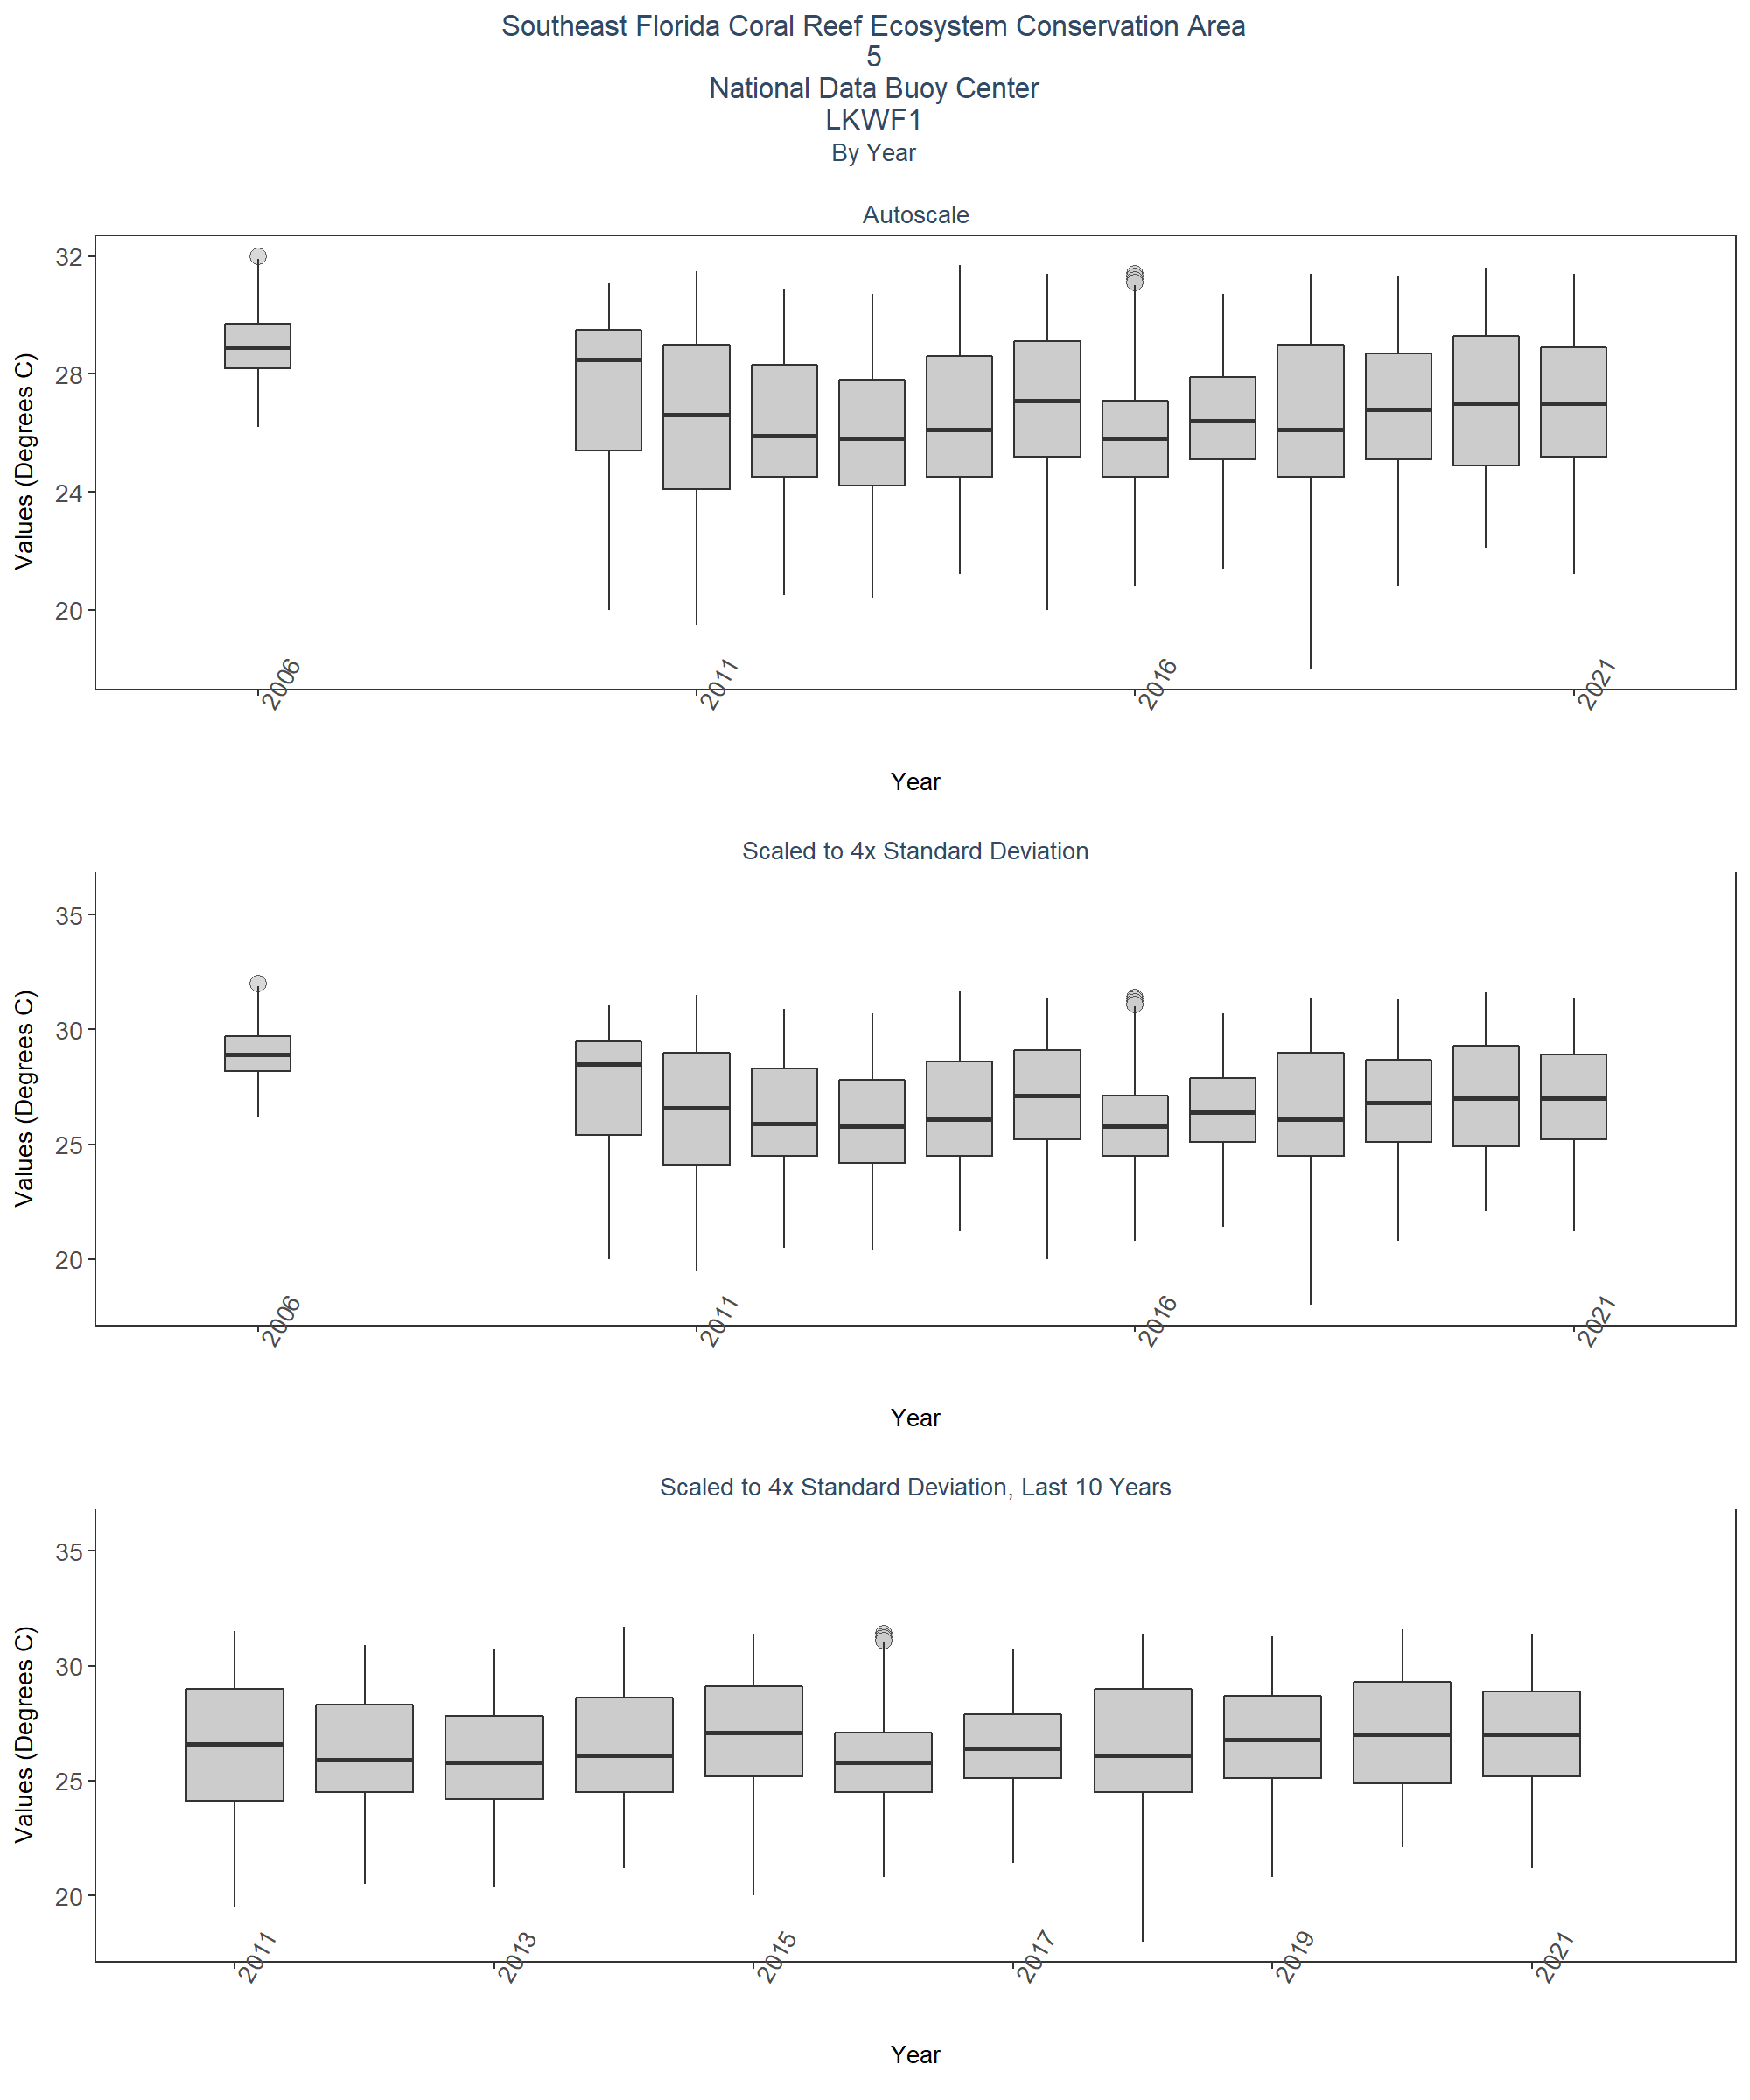 Southeast Florida Coral Reef Ecosystem Conservation Area
5
National Data Buoy Center
LKWF1
By Year
Autoscale
Values (Degrees C)
32
28
24
20
2006
2011
2016
2021
Year
Scaled to 4x Standard Deviation
Values (Degrees C)
35
30
25
20
2006
2011
2016
2021
Year
Scaled to 4x Standard Deviation, Last 10 Years
Values (Degrees C)
35
30
25
20
2011
2013
2015
2017
2019
2021
Year